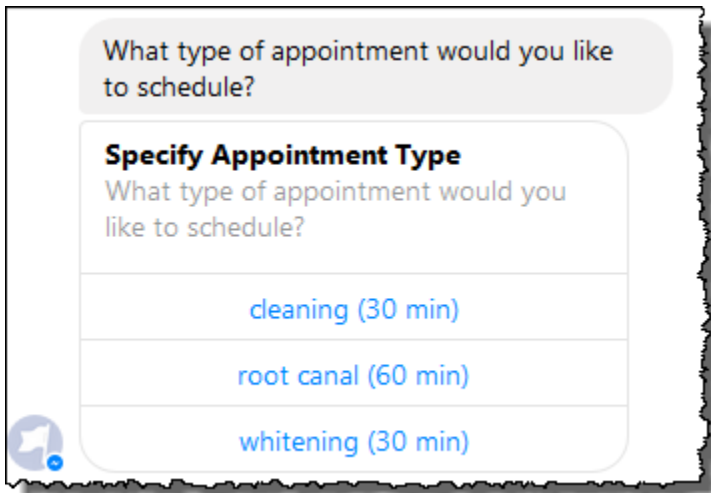 What type of appointment would you like
to schedule?
Specify Appointment Type
What type of appointment would you
like to schedule?
cleaning (30 min)
root canal (60 min)
whitening (30 min)